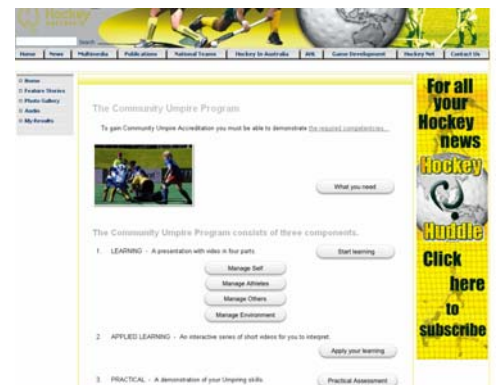 Hockey
Search
Home News Multimedia Publications National Teams Hockey In Australia AHL Game Development Hockey Net Contact Us
Home
Feature Stories
Photo Gallery
Audio
My Results
The Community Umpire Program
To gain Community Umpire Accreditation you must be able to demonstrate the required competencies...
What you need
The Community Umpire Program consists of three components.
1. LEARNING - A presentation with video in four parts. Start learning
Manage Self
Manage Athletes
Manage Others
Manage Environment
2. APPLIED LEARNING - An interactive series of short videos for you to interpret.
Apply your learning
3. PRACTICAL - A demonstration of your Umpiring skills. Practical Assessment
For all
your
Hockey
news
Hockey
Huddle
Click
here
to
subscribe